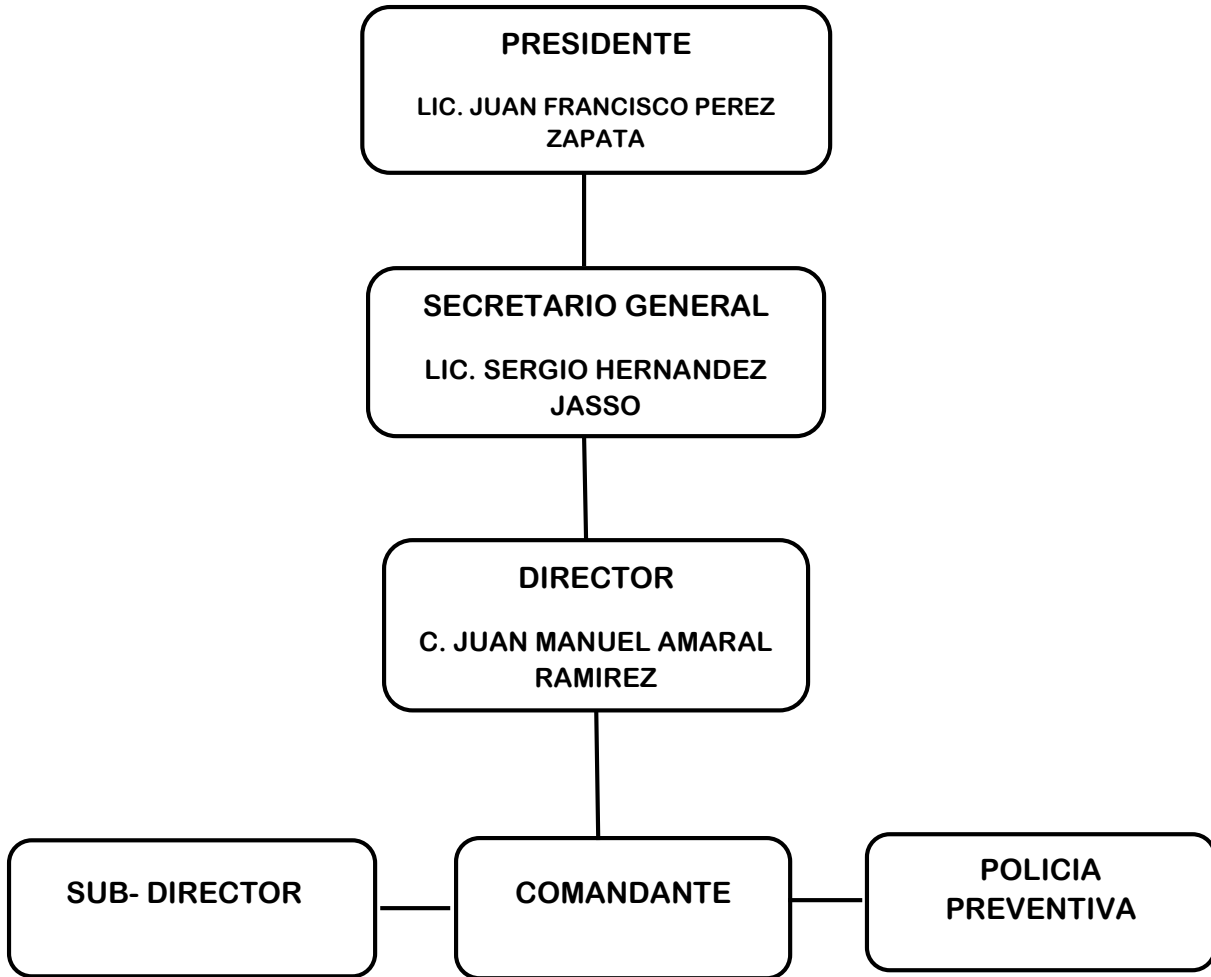 PRESIDENTE
LIC. JUAN FRANCISCO PEREZ
ZAPATA
SECRETARIO GENERAL
LIC. SERGIO HERNANDEZ
JASSO
DIRECTOR
C. JUAN MANUEL AMARAL
RAMIREZ
SUB- DIRECTOR
COMANDANTE
POLICIA
PREVENTIVA